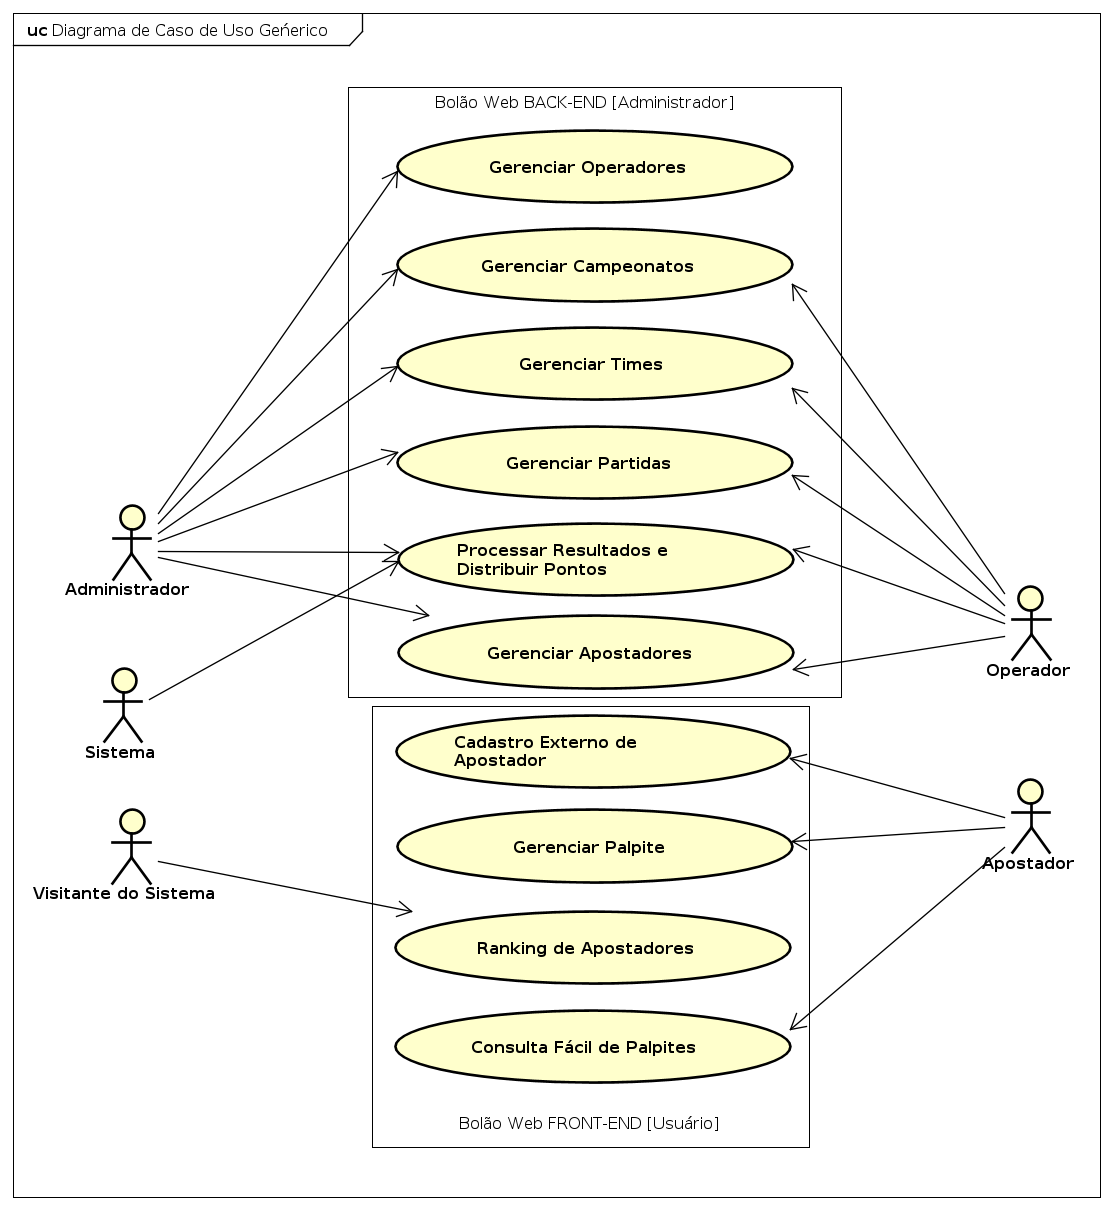 uc Diagrama de Caso de Uso Geńerico
Bolão Web BACK-END [Administrador]
Gerenciar Operadores
Gerenciar Campeonatos
Gerenciar Times
Gerenciar Partidas
Processar Resultados e
Distribuir Pontos
Administrador
Gerenciar Apostadores
Operador
Sistema
Cadastro Externo de
Apostador
Gerenciar Palpite
Apostador
Visitante do Sistema
Ranking de Apostadores
Consulta Fácil de Palpites
Bolão Web FRONT-END [Usuário]